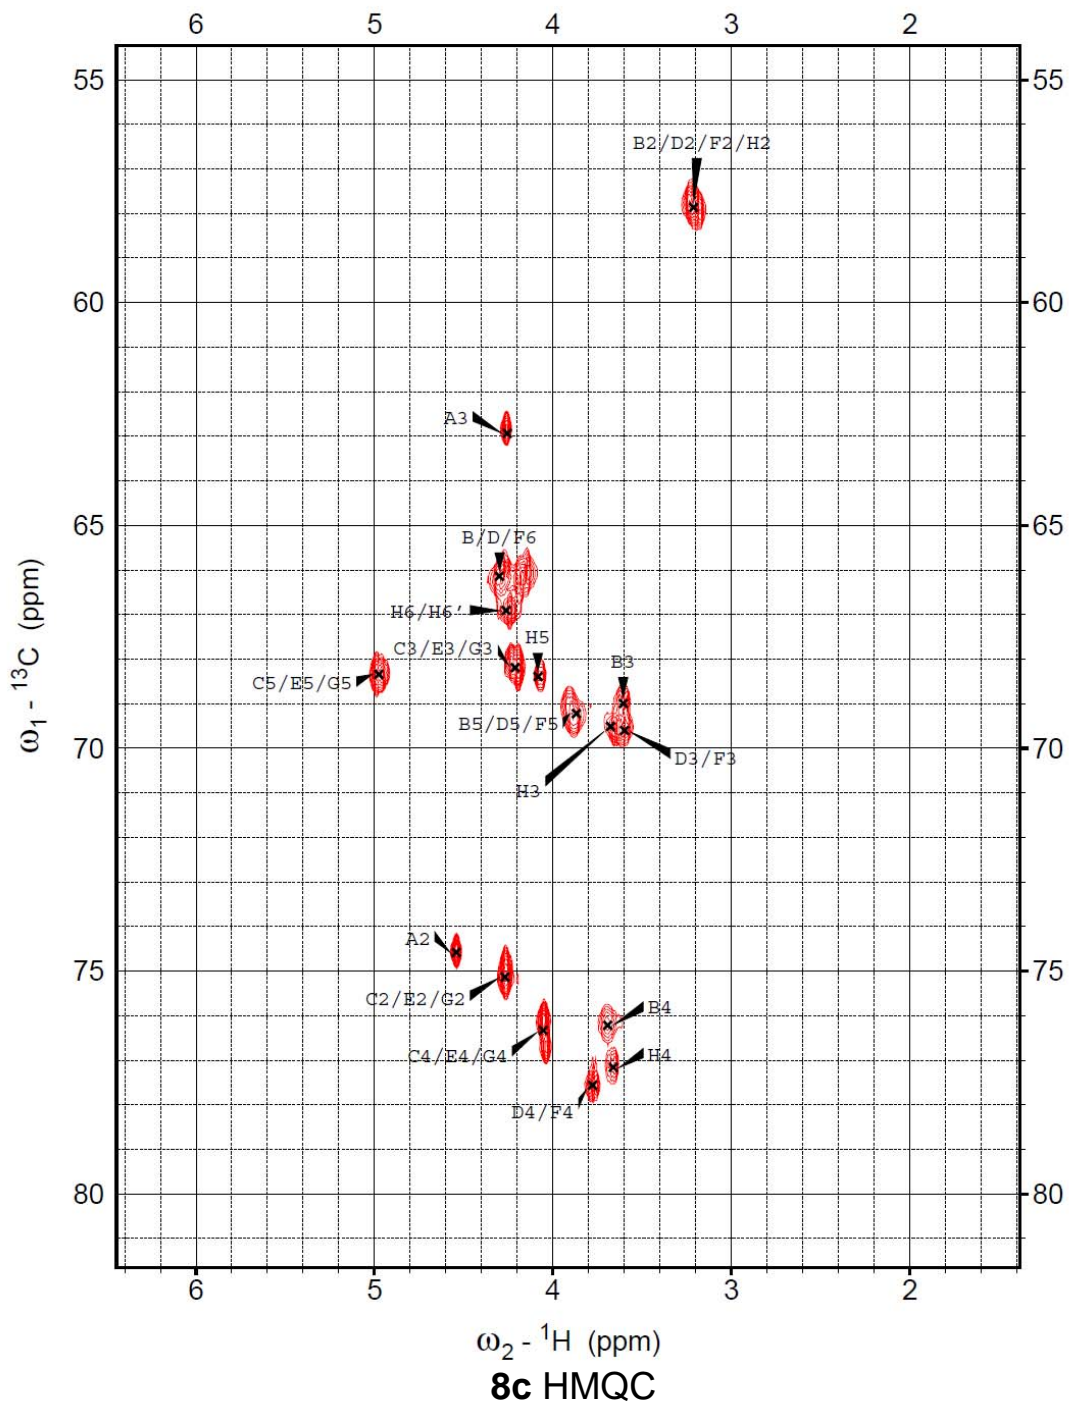 6 5 4 3 2
55 55
B2/D2/F2/H2
60 60
A3
65 65
B/D/F6
H6/H6'
H5
C3/E3/G3
B3
C5/E5/G5
B5/D5/F5
70 70
D3/F3
H3
A2
75 75
C2/E2/G2
B4
C4/E4/G4
H4
D4/F4
80 80
6 5 4 3 2
ω1 - 13C (ppm)
ω2 - 1H (ppm)
8c HMQC